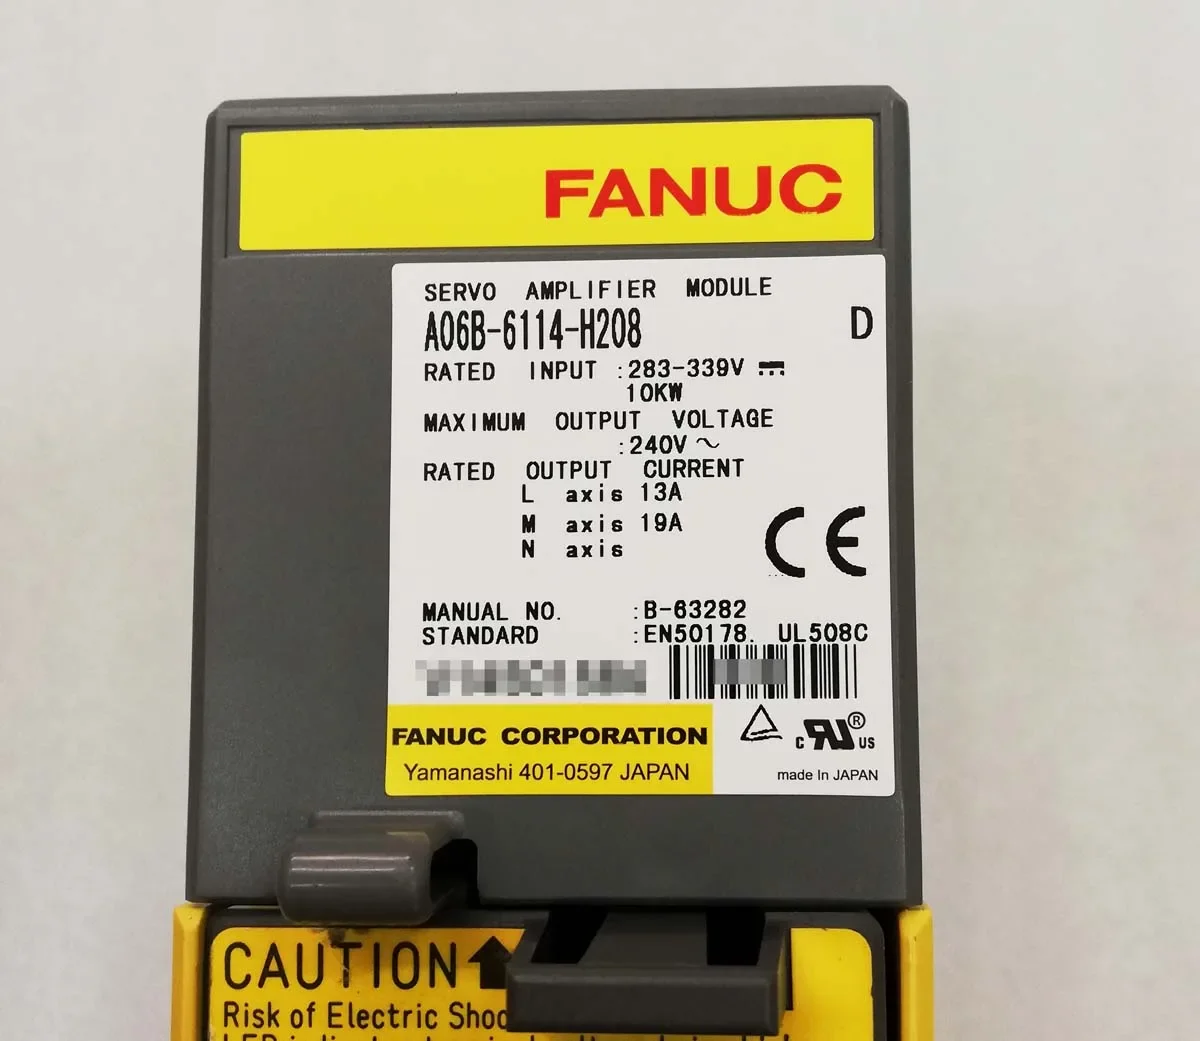 FANUC
SERVO AMPLIFIER MODULE
A06B-6114-H208 D
RATED INPUT :283-339V
10KW
MAXIMUM OUTPUT VOLTAGE
:240V ~
RATED OUTPUT CURRENT
L axis 13A
M axis 19A
N axis
CE
MANUAL NO. :B-63282
STANDARD :EN50178. UL508C
FANUC CORPORATION
Yamanashi 401-0597 JAPAN
c RU ® US
made In JAPAN
CAUTION
Risk of Electric